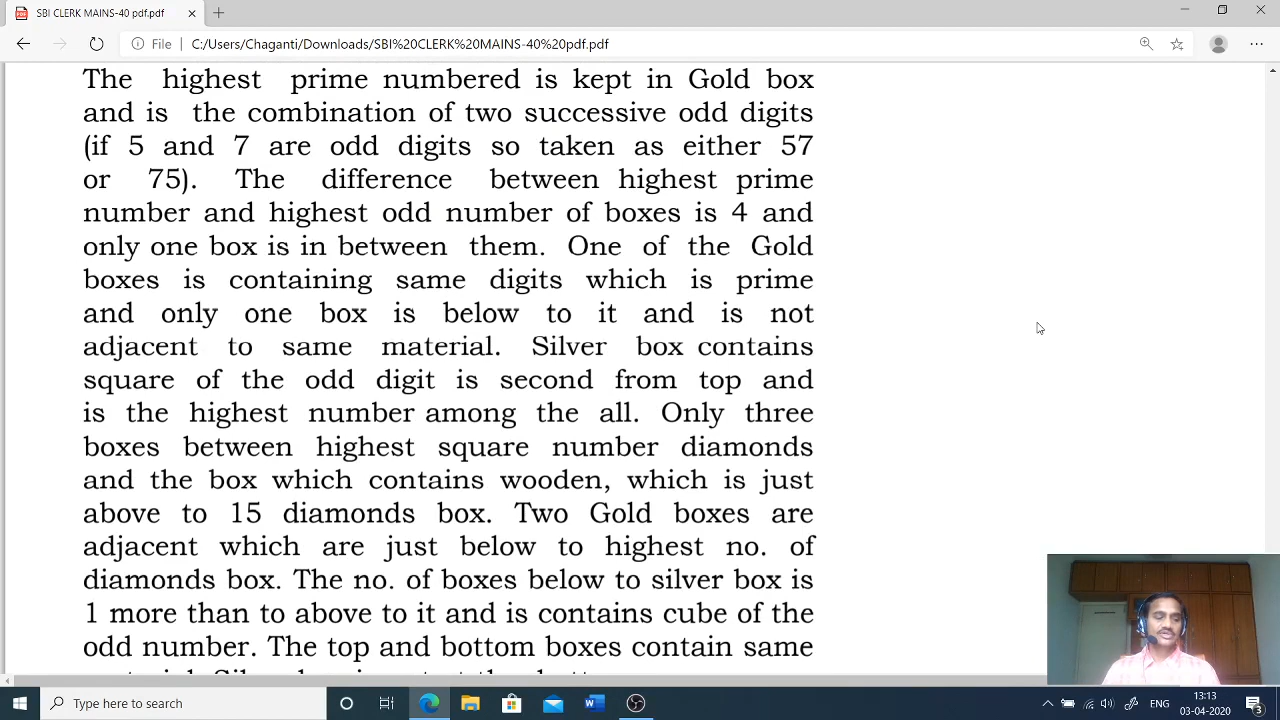 SBI CLERK MAINS-40 pdf.pdf
File
C:/Users/Chaganti/Downloads/SBI%20CLERK%20MAINS-40%20pdf.pdf
The highest prime numbered is kept in Gold box
and is the combination of two successive odd digits
(if 5 and 7 are odd digits so taken as either 57
or 75). The difference between highest prime
number and highest odd number of boxes is 4 and
only one box is in between them. One of the Gold
boxes is containing same digits which is prime
and only one box is below to it and is not
adjacent to same material. Silver box contains
square of the odd digit is second from top and
is the highest number among the all. Only three
boxes between highest square number diamonds
and the box which contains wooden, which is just
above to 15 diamonds box. Two Gold boxes are
adjacent which are just below to highest no. of
diamonds box. The no. of boxes below to silver box is
1 more than to above to it and is contains cube of the
odd number. The top and bottom boxes contain same
Type here to search
13:13
03-04-2020
3